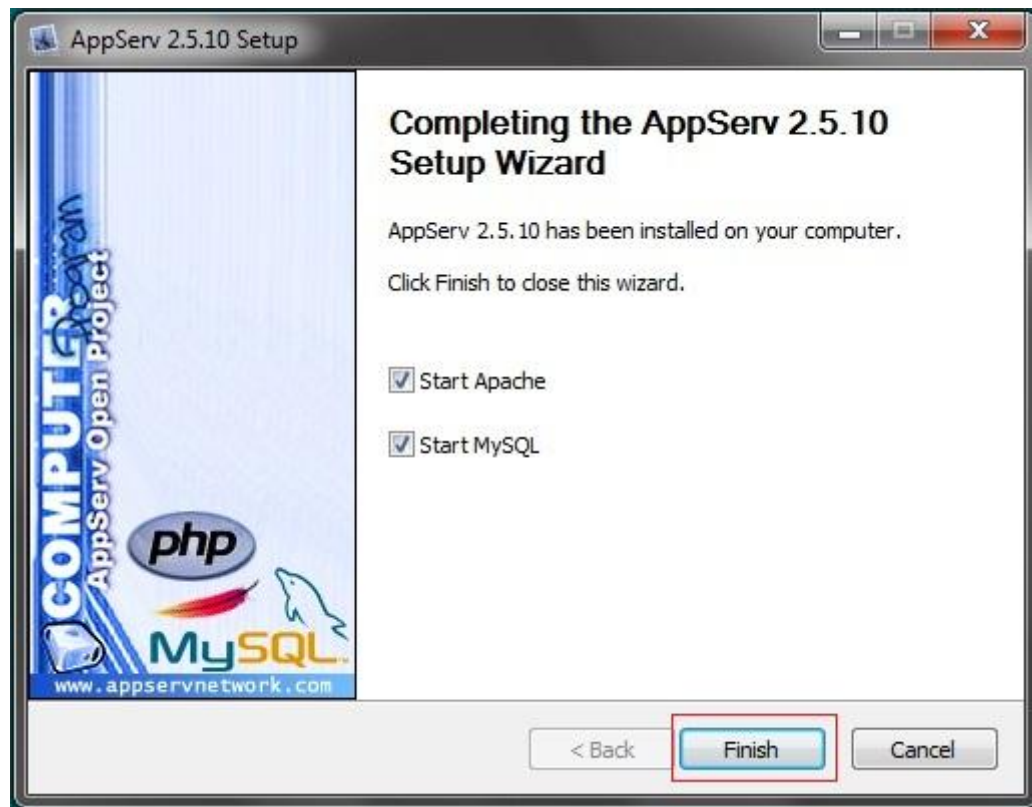 AppServ 2.5.10 Setup
Completing the AppServ 2.5.10
Setup Wizard
AppServ 2.5.10 has been installed on your computer.
Click Finish to close this wizard.
Start Apache
Start MySQL
COMPUTER
Program
AppServ Open Project
php
MySQL
www.appservnetwork.com
< Back
Finish
Cancel